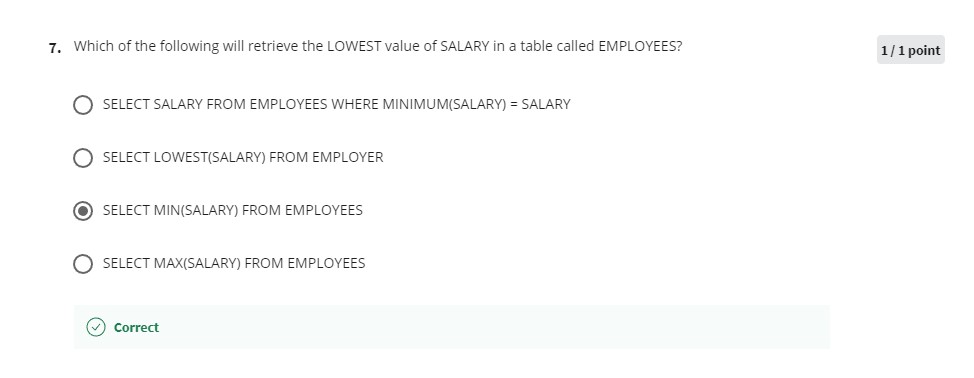 7. Which of the following will retrieve the LOWEST value of SALARY in a table called EMPLOYEES?
1 / 1 point
SELECT SALARY FROM EMPLOYEES WHERE MINIMUM(SALARY) = SALARY
SELECT LOWEST(SALARY) FROM EMPLOYER
SELECT MIN(SALARY) FROM EMPLOYEES
SELECT MAX(SALARY) FROM EMPLOYEES
Correct